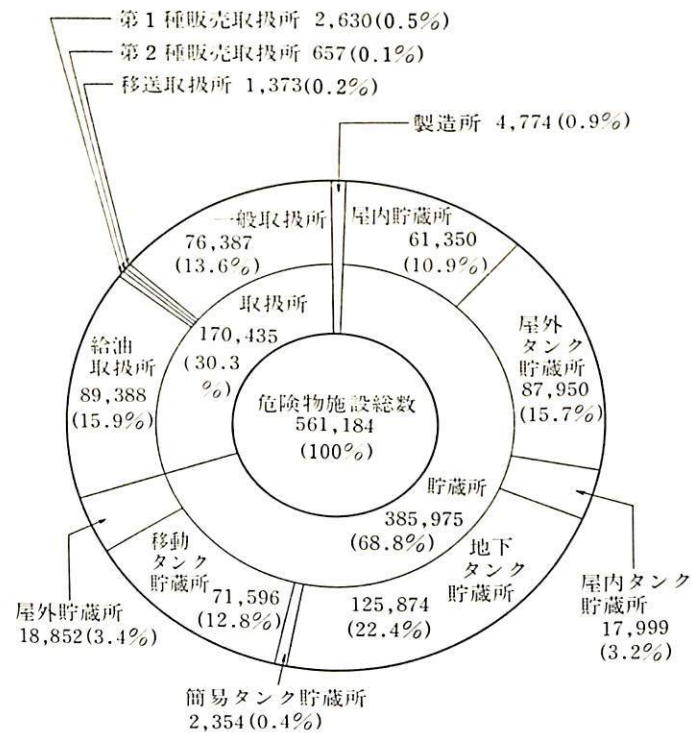 第1種販売取扱所 2,630(0.5%)
第2種販売取扱所 657(0.1%)
移送取扱所 1,373(0.2%)
製造所 4,774(0.9%)
一般取扱所
76,387
(13.6%)
屋内貯蔵所
61,350
(10.9%)
屋外
タンク
貯蔵所
87,950
(15.7%)
取扱所
170,435
(30.3
%)
給油
取扱所
89,388
(15.9%)
危険物施設総数
561,184
(100%)
貯蔵所
385,975
(68.8%)
地下
タンク
貯蔵所
125,874
(22.4%)
移動
タンク
貯蔵所
71,596
(12.8%)
屋内タンク
貯蔵所
17,999
(3.2%)
屋外貯蔵所
18,852(3.4%)
簡易タンク貯蔵所
2,354(0.4%)